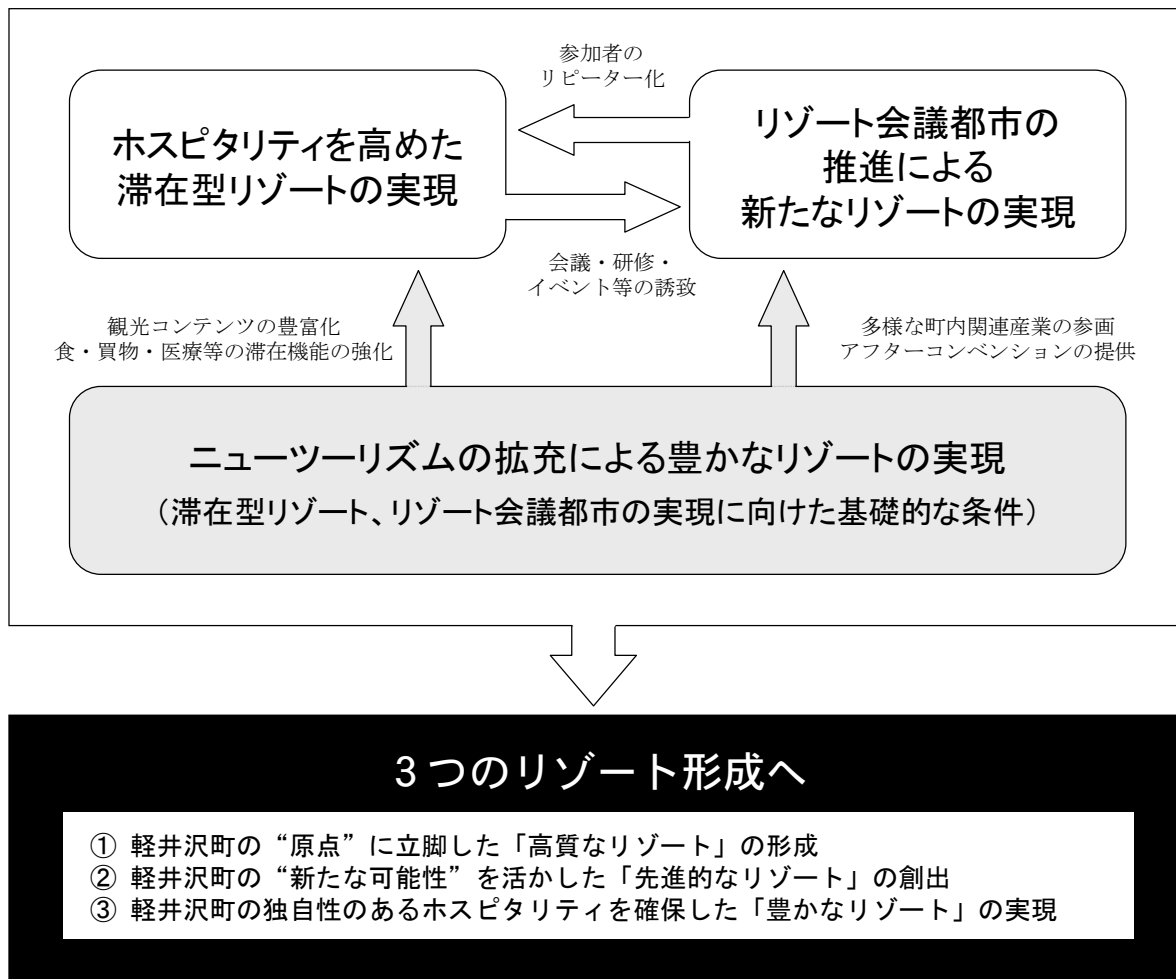 参加者の
リピーター化
ホスピタリティを高めた
滞在型リゾートの実現
リゾート会議都市の
推進による
新たなリゾートの実現
会議・研修・
イベント等の誘致
観光コンテンツの豊富化
食・買物・医療等の滞在機能の強化
多様な町内関連産業の参画
アフターコンベンションの提供
ニューツーリズムの拡充による豊かなリゾートの実現
（滞在型リゾート、リゾート会議都市の実現に向けた基礎的な条件）
３つのリゾート形成へ
① 軽井沢町の“原点”に立脚した「高質なリゾート」の形成
② 軽井沢町の“新たな可能性”を活かした「先進的なリゾート」の創出
③ 軽井沢町の独自性のあるホスピタリティを確保した「豊かなリゾート」の実現